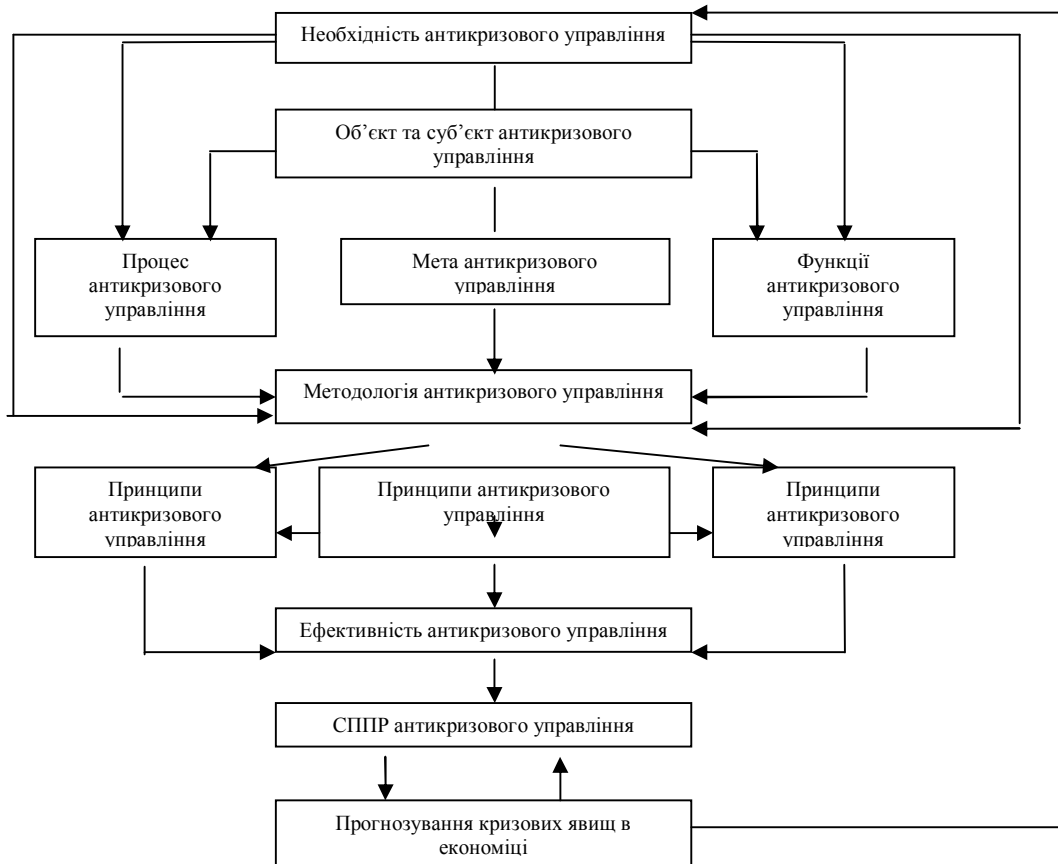 Необхідність антикризового управління
Об’єкт та суб’єкт антикризового
управління
Процес
антикризового
управління
Мета антикризового
управління
Функції
антикризового
управління
Методологія антикризового управління
Принципи
антикризового
управління
Принципи антикризового
управління
Принципи
антикризового
управління
Ефективність антикризового управління
СППР антикризового управління
Прогнозування кризових явищ в
економіці